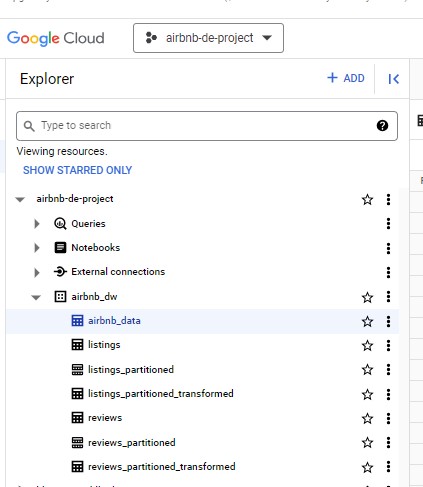 Google Cloud
airbnb-de-project
Explorer
+ ADD
Type to search
Viewing resources.
SHOW STARRED ONLY
airbnb-de-project
Queries
Notebooks
External connections
airbnb_dw
airbnb_data
listings
listings_partitioned
listings_partitioned_transformed
reviews
reviews_partitioned
reviews_partitioned_transformed